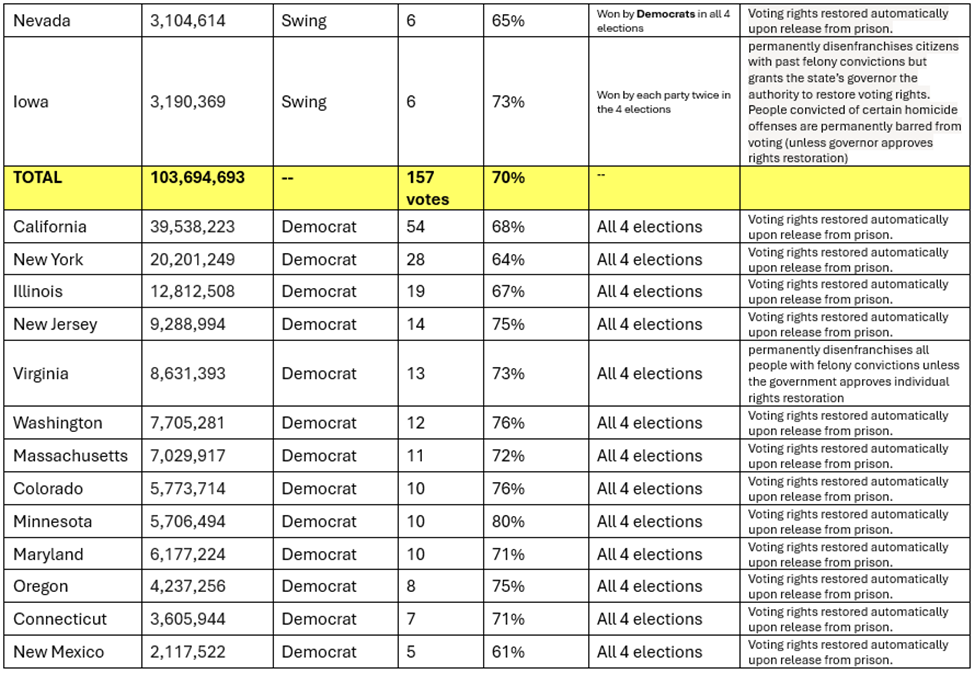 Nevada 3,104,614 Swing 6 65% Won by Democrats in all 4 elections Voting rights restored automatically upon release from prison.
Iowa 3,190,369 Swing 6 73% Won by each party twice in the 4 elections permanently disenfranchises citizens with past felony convictions but grants the state's governor the authority to restore voting rights. People convicted of certain homicide offenses are permanently barred from voting (unless governor approves rights restoration)
TOTAL 103,694,693 -- 157 votes 70% --
California 39,538,223 Democrat 54 68% All 4 elections Voting rights restored automatically upon release from prison.
New York 20,201,249 Democrat 28 64% All 4 elections Voting rights restored automatically upon release from prison.
Illinois 12,812,508 Democrat 19 67% All 4 elections Voting rights restored automatically upon release from prison.
New Jersey 9,288,994 Democrat 14 75% All 4 elections Voting rights restored automatically upon release from prison.
Virginia 8,631,393 Democrat 13 73% All 4 elections permanently disenfranchises all people with felony convictions unless the government approves individual rights restoration
Washington 7,705,281 Democrat 12 76% All 4 elections Voting rights restored automatically upon release from prison.
Massachusetts 7,029,917 Democrat 11 72% All 4 elections Voting rights restored automatically upon release from prison.
Colorado 5,773,714 Democrat 10 76% All 4 elections Voting rights restored automatically upon release from prison.
Minnesota 5,706,494 Democrat 10 80% All 4 elections Voting rights restored automatically upon release from prison.
Maryland 6,177,224 Democrat 10 71% All 4 elections Voting rights restored automatically upon release from prison.
Oregon 4,237,256 Democrat 8 75% All 4 elections Voting rights restored automatically upon release from prison.
Connecticut 3,605,944 Democrat 7 71% All 4 elections Voting rights restored automatically upon release from prison.
New Mexico 2,117,522 Democrat 5 61% All 4 elections Voting rights restored automatically upon release from prison.